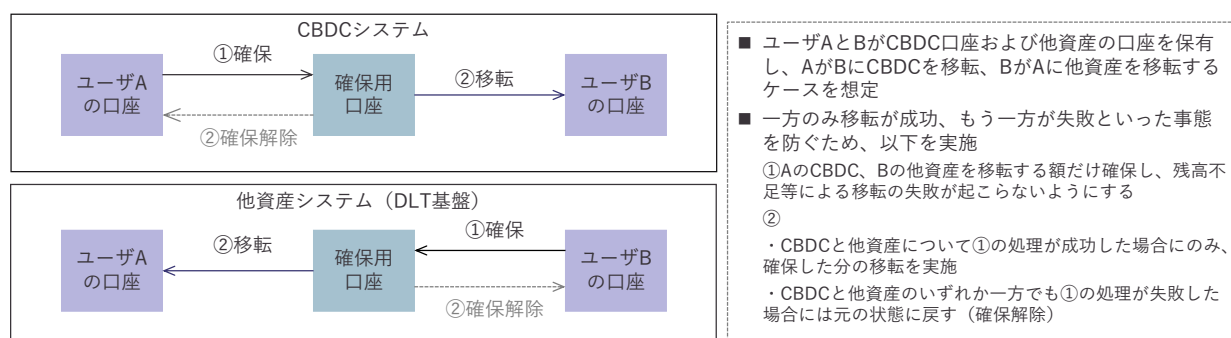 CBDCシステム
ユーザA
の口座
①確保
②確保解除
確保用
口座
②移転
ユーザB
の口座
他資産システム（DLT基盤）
ユーザA
の口座
②移転
確保用
口座
①確保
②確保解除
ユーザB
の口座
■ ユーザAとBがCBDC口座および他資産の口座を保有
し、AがBにCBDCを移転、BがAに他資産を移転する
ケースを想定
■ 一方のみ移転が成功、もう一方が失敗といった事態
を防ぐため、以下を実施
①AのCBDC、Bの他資産を移転する額だけ確保し、残高不
足等による移転の失敗が起こらないようにする
②
・CBDCと他資産について①の処理が成功した場合にのみ、
確保した分の移転を実施
・CBDCと他資産のいずれか一方でも①の処理が失敗した
場合には元の状態に戻す（確保解除）